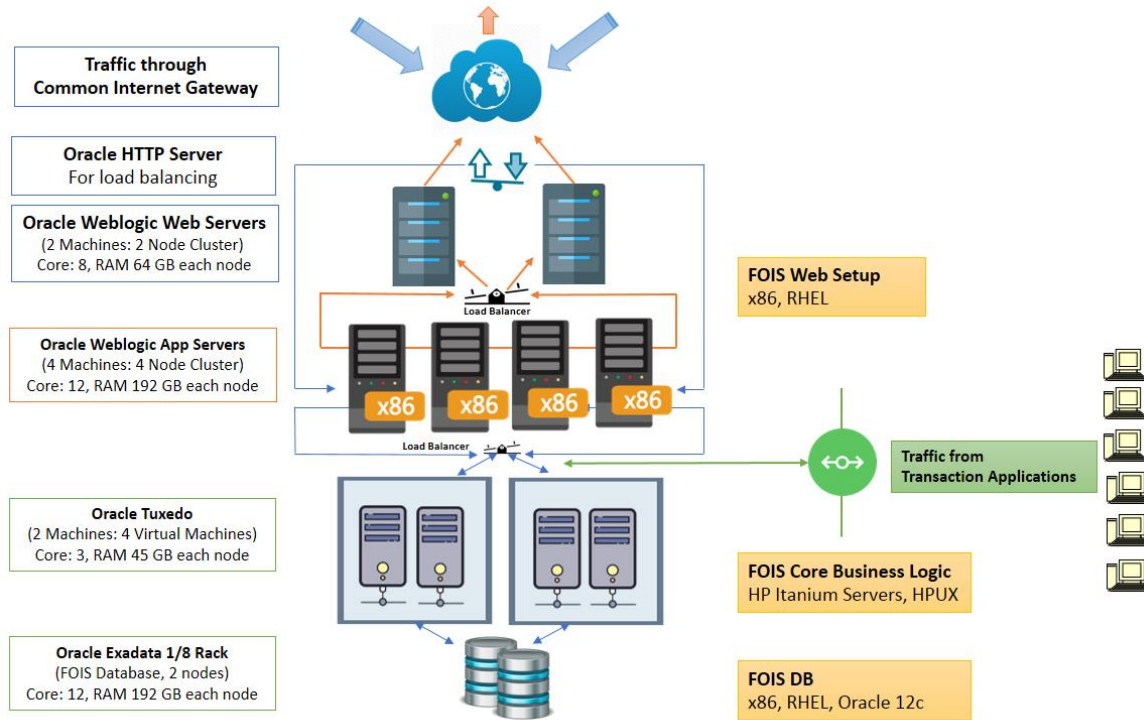 Traffic through
Common Internet Gateway
Oracle HTTP Server
For load balancing
Oracle Weblogic Web Servers
(2 Machines: 2 Node Cluster)
Core: 8, RAM 64 GB each node
Load Balancer
FOIS Web Setup
x86, RHEL
Oracle Weblogic App Servers
(4 Machines: 4 Node Cluster)
Core: 12, RAM 192 GB each node
x86
x86
x86
x86
Load Balancer
Traffic from
Transaction Applications
Oracle Tuxedo
(2 Machines: 4 Virtual Machines)
Core: 3, RAM 45 GB each node
FOIS Core Business Logic
HP Itanium Servers, HPUX
Oracle Exadata 1/8 Rack
(FOIS Database, 2 nodes)
Core: 12, RAM 192 GB each node
FOIS DB
x86, RHEL, Oracle 12c